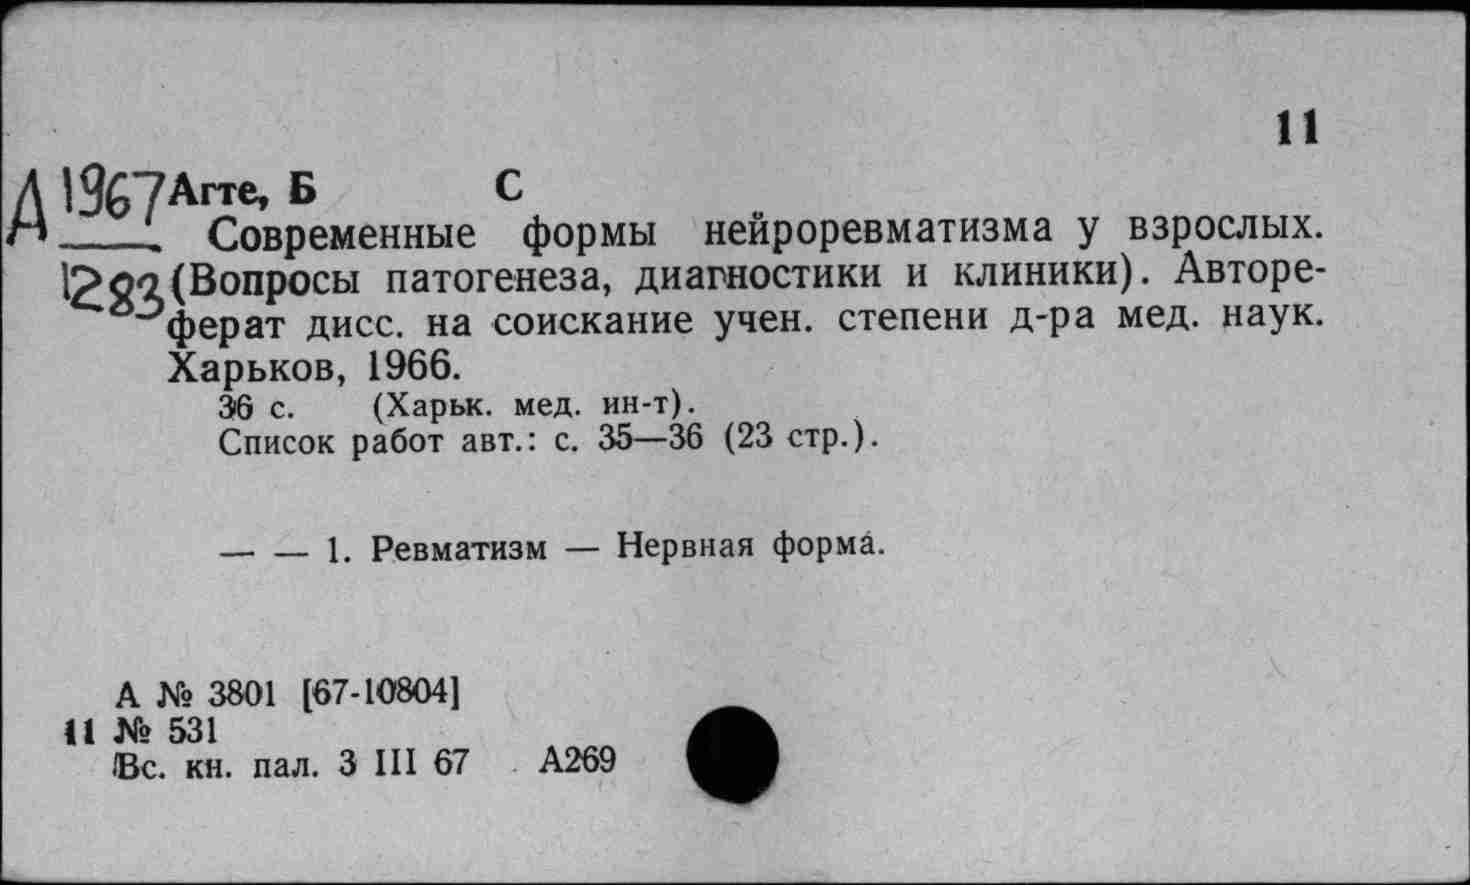 11
Д 1967 Агте, Б С
Современные формы нейроревматизма у взрослых.
1283 (Вопросы патогенеза, диагностики и клиники). Авторе-
ферат дисс. на соискание учен. степени д-ра мед. наук.
Харьков, 1966.
36 с. (Харьк. мед. ин-т).
Список работ авт.: с. 35—36 (23 стр.).
— — 1. Ревматизм — Нервная форма.
А № 3801 [67-10804]
11 № 531
Вс. кн. пал. 3 III 67 А269